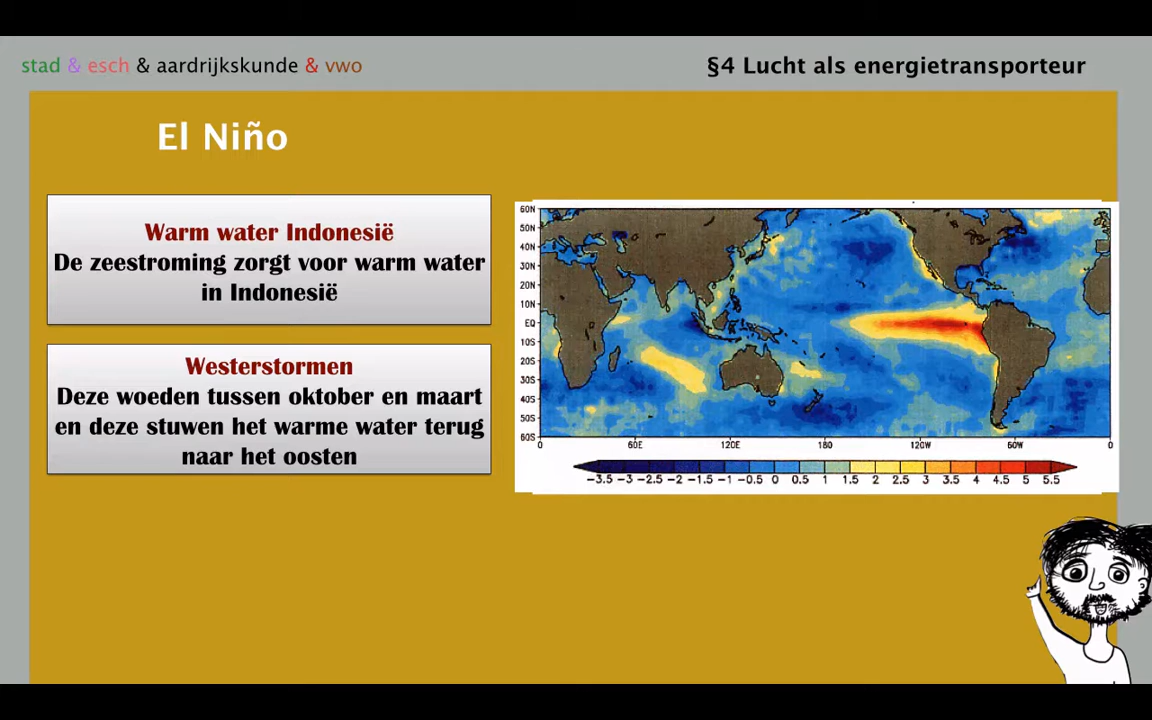 stad & esch & aardrijkskunde & vwo
§4 Lucht als energietransporteur
El Niño
Warm water Indonesië
De zeestroming zorgt voor warm water
in Indonesië
Westerstormen
Deze woeden tussen oktober en maart
en deze stuwen het warme water terug
naar het oosten
60N
50N
40N
30N
20N
10N
EQ
10S
20S
30S
40S
50S
60S
0 60E 120E 180 120W 60W 0
-3.5 -3 -2.5 -2 -1.5 -1 -0.5 0 0.5 1 1.5 2 2.5 3 3.5 4 4.5 5 5.5